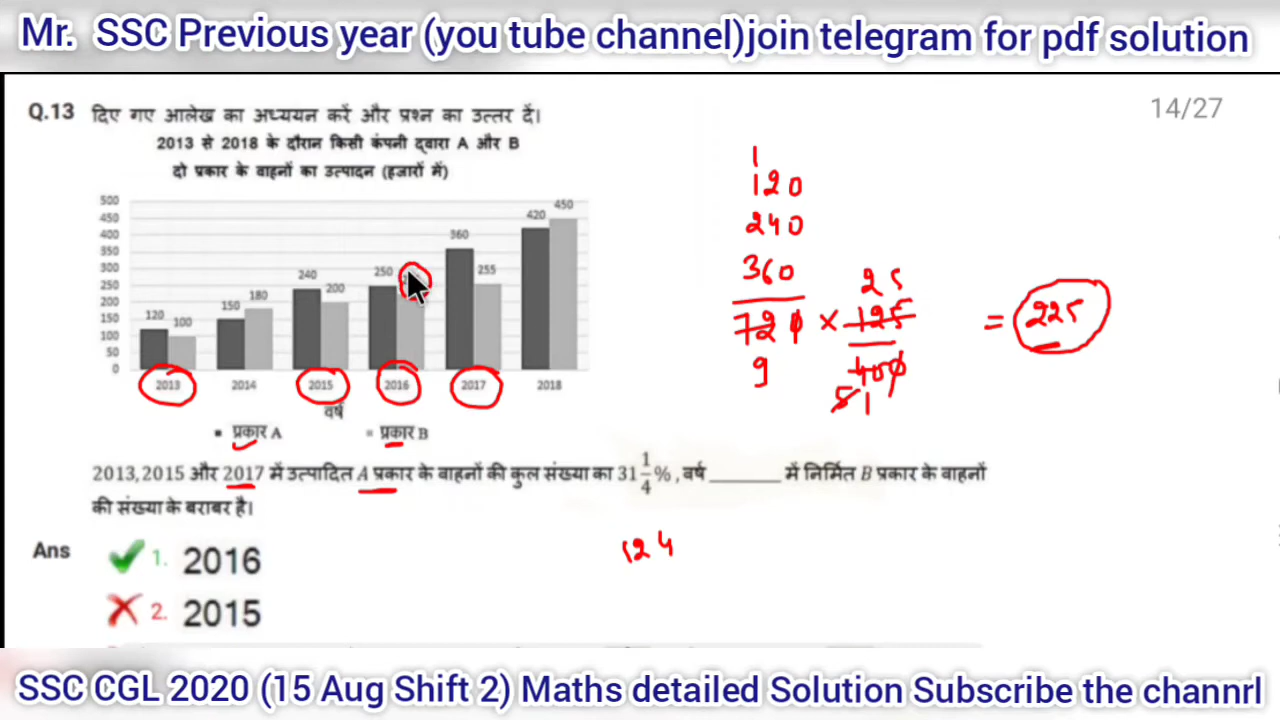 Mr. SSC Previous year (you tube channel)join telegram for pdf solution
Q.13 दिए गए आलेख का अध्ययन करें और प्रश्न का उत्तर दें।
14/27
2013 से 2018 के दौरान किसी कंपनी द्वारा A और B
दो प्रकार के वाहनों का उत्पादन (हजारों में)
500
450
400
350
300
250
200
150
100
50
0
120 100
150 180
240 200
250
360 255
420 450
2013 2014 2015 2016 2017 2018
वर्ष
▪ प्रकार A ▪ प्रकार B
1
120
240
360
720 × 125 = 225
25
9
400
5 1
2013,2015 और 2017 में उत्पादित A प्रकार के वाहनों की कुल संख्या का 31 1/4 %, वर्ष _______ में निर्मित B प्रकार के वाहनों
की संख्या के बराबर है।
124
Ans
1. 2016
2. 2015
SSC CGL 2020 (15 Aug Shift 2) Maths detailed Solution Subscribe the channrl